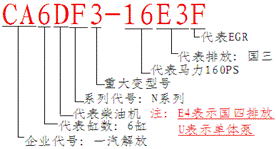 CA6DF3-16E3F
代表EGR
代表排放：国三
代表马力160PS
重大变型号
系列代号：N系列
代表柴油机 注：E4表示国四排放
代表缸数：6缸 U表示单体泵
企业代号：一汽解放